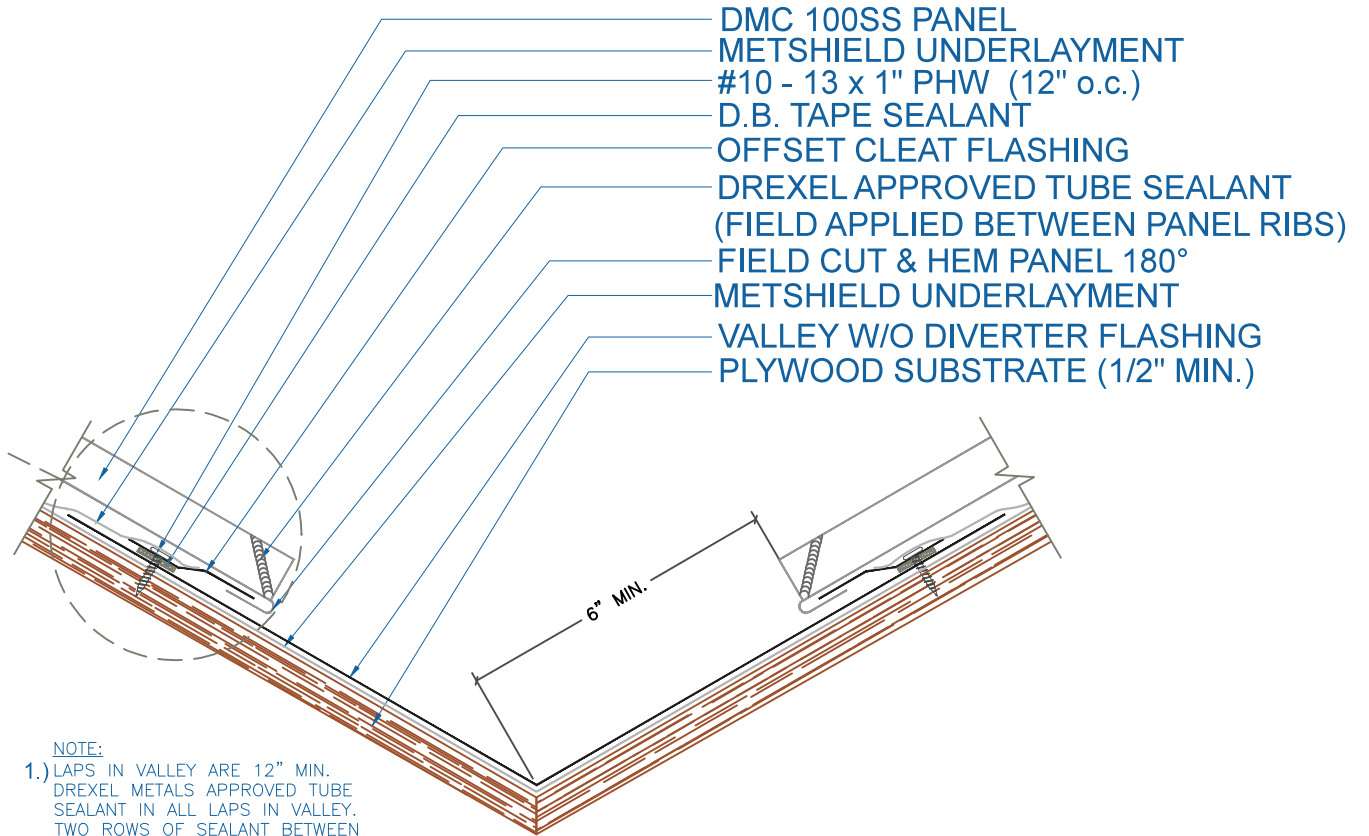 DMC 100SS PANEL
METSHIELD UNDERLAYMENT
#10 - 13 x 1" PHW (12" o.c.)
D.B. TAPE SEALANT
OFFSET CLEAT FLASHING
DREXEL APPROVED TUBE SEALANT
(FIELD APPLIED BETWEEN PANEL RIBS)
FIELD CUT & HEM PANEL 180°
METSHIELD UNDERLAYMENT
VALLEY W/O DIVERTER FLASHING
PLYWOOD SUBSTRATE (1/2" MIN.)
6” MIN.
NOTE:
1.) LAPS IN VALLEY ARE 12” MIN.
DREXEL METALS APPROVED TUBE
SEALANT IN ALL LAPS IN VALLEY.
TWO ROWS OF SEALANT BETWEEN